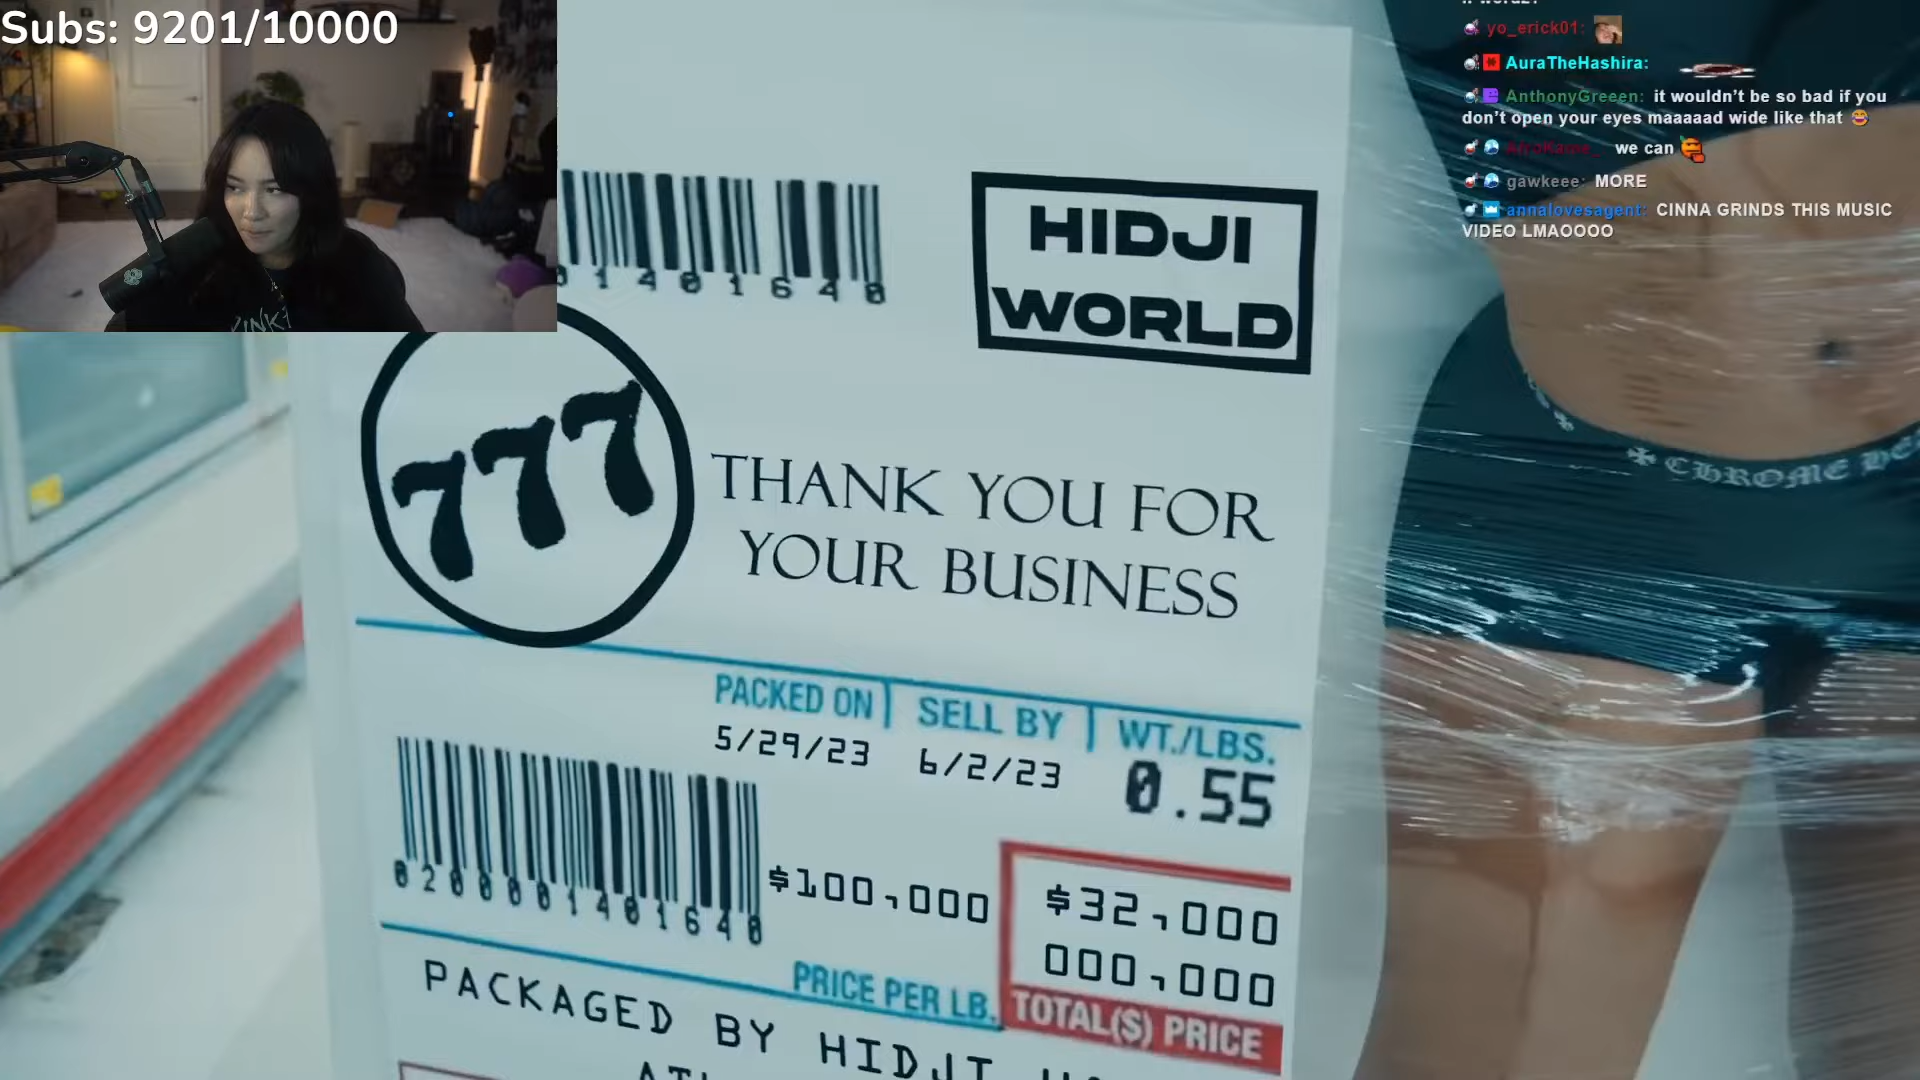 Subs: 9201/10000
yo_erick01:
AuraTheHashira:
AnthonyGreeen: it wouldn't be so bad if you
don't open your eyes maaaaad wide like that
we can
gawkeee: MORE
annalovesagent: CINNA GRINDS THIS MUSIC
VIDEO LMAOOOO
01401640
HIDJI
WORLD
777
THANK YOU FOR
YOUR BUSINESS
PACKED ON SELL BY WT./LBS.
5/29/23 6/2/23 0.55
0200001401640
$100,000 $32,000
000,000
PRICE PER LB. TOTAL($) PRICE
PACKAGED BY HIDJI
CHROME